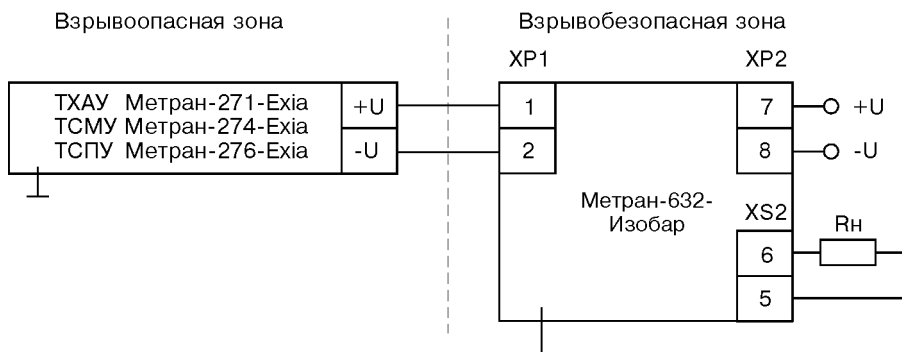 Взрывоопасная зона
Взрывобезопасная зона
XP1
XP2
ТХАУ Метран-271-Exia
ТСМУ Метран-274-Exia
ТСПУ Метран-276-Exia
+U
-U
1
2
7
8
+U
-U
Метран-632-
Изобар
XS2
6
5
Rн